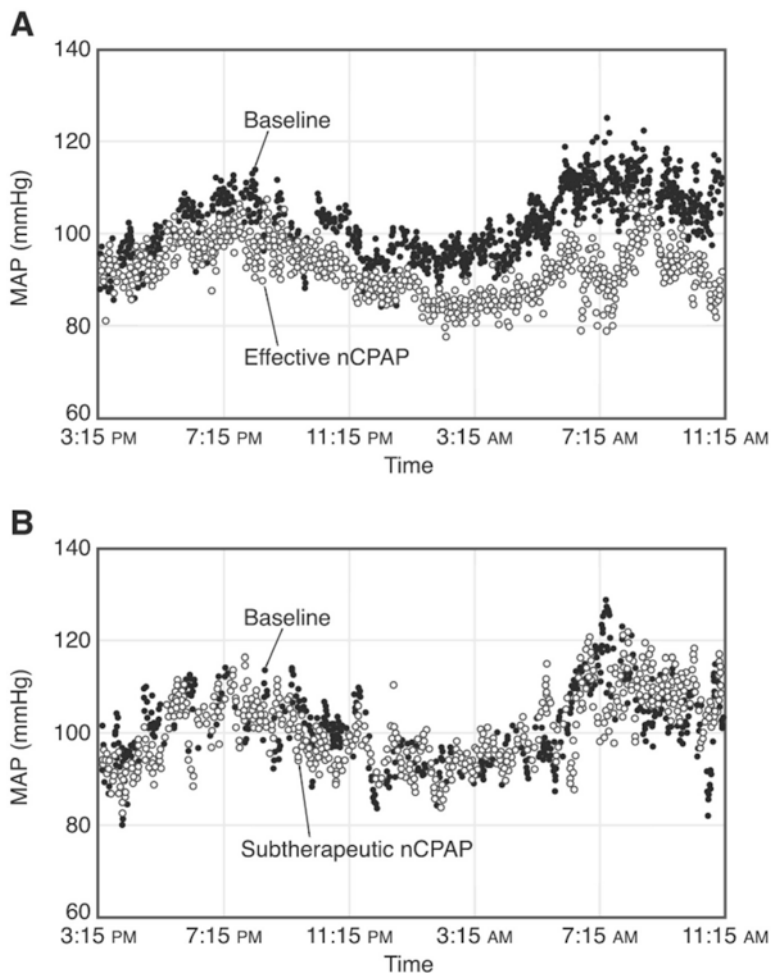 A
140
120
100
80
60
MAP (mmHg)
Baseline
Effective nCPAP
3:15 PM 7:15 PM 11:15 PM 3:15 AM 7:15 AM 11:15 AM
Time
B
140
120
100
80
60
MAP (mmHg)
Baseline
Subtherapeutic nCPAP
3:15 PM 7:15 PM 11:15 PM 3:15 AM 7:15 AM 11:15 AM
Time